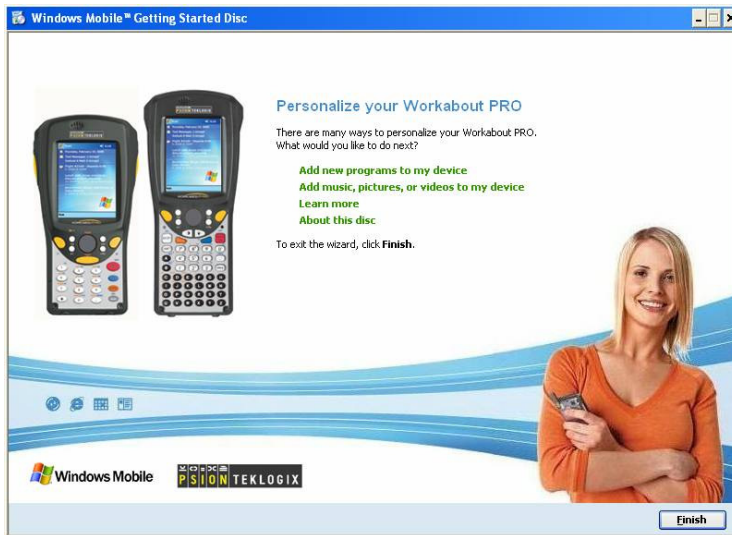 Windows Mobile™ Getting Started Disc
Personalize your Workabout PRO
There are many ways to personalize your Workabout PRO.
What would you like to do next?
Add new programs to my device
Add music, pictures, or videos to my device
Learn more
About this disc
To exit the wizard, click Finish.
Windows Mobile
PSION TEKLOGIX
Finish